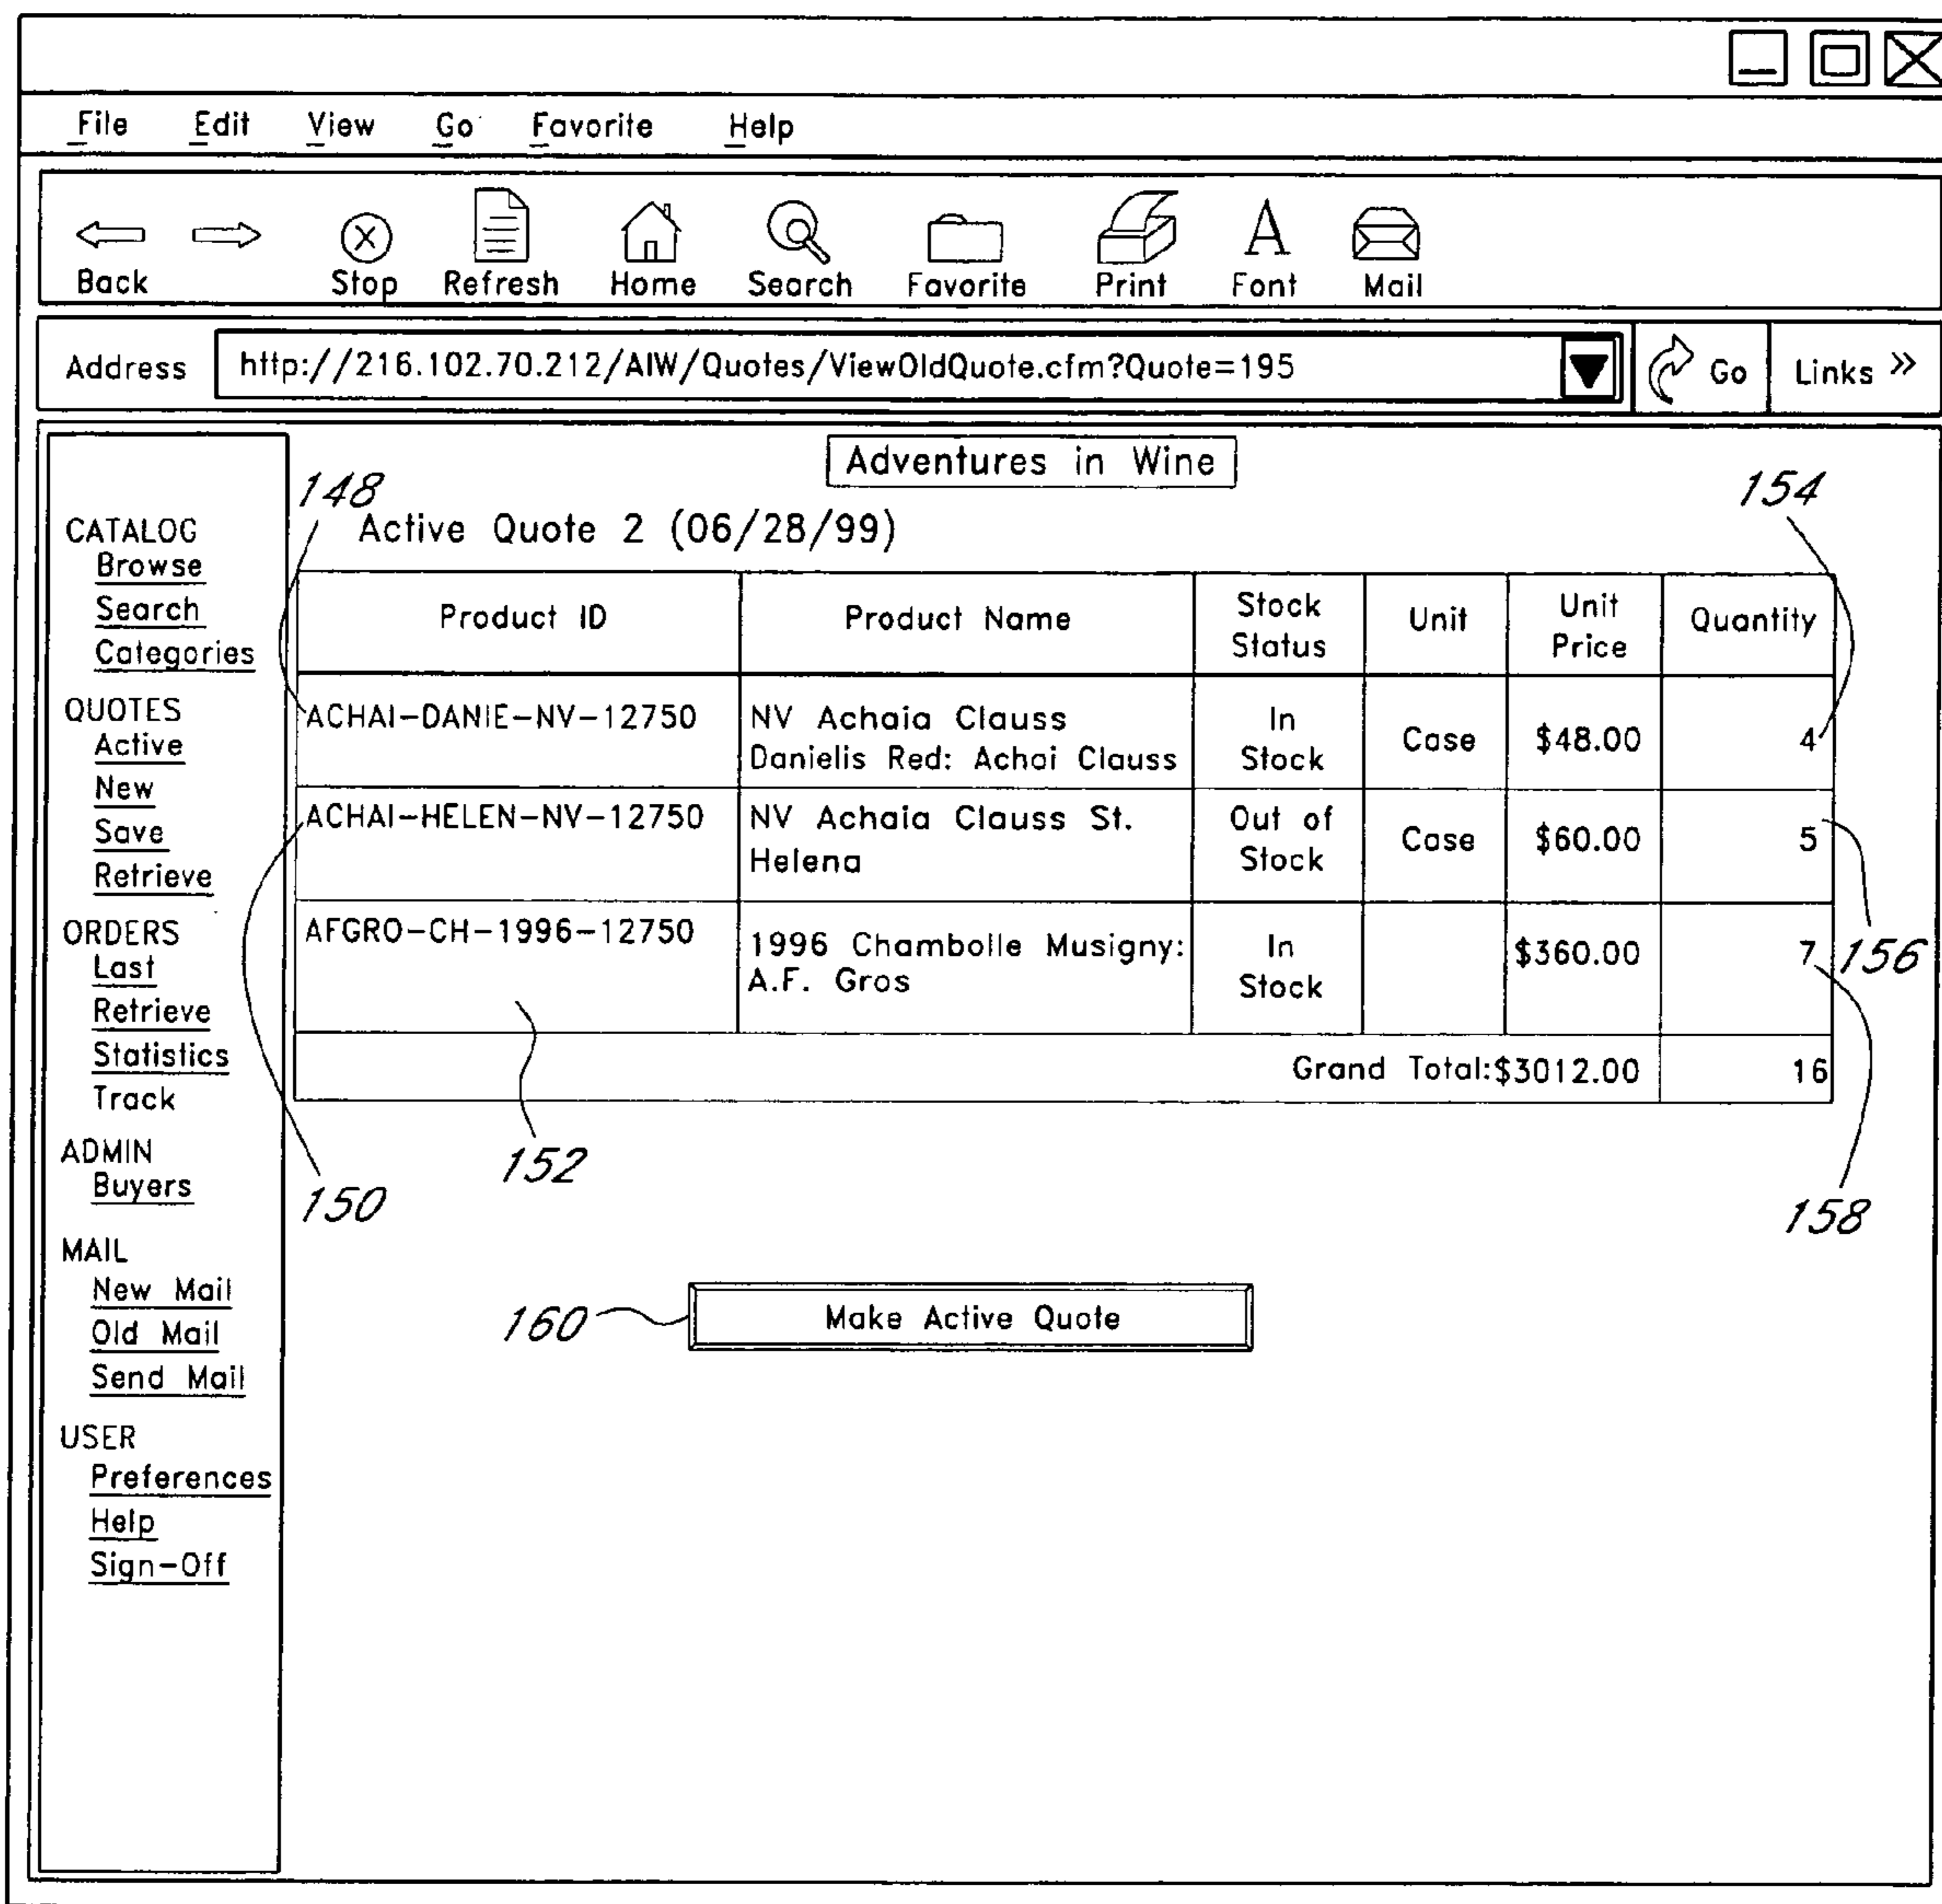 File Edit View Go Favorite Help
Back Stop Refresh Home Search Favorite Print Font Mail
A
Address http://216.102.70.212/AIW/Quotes/ViewOldQuote.cfm?Quote=195 Go Links »
Adventures in Wine
148 154
Active Quote 2 (06/28/99)
CATALOG
Browse
Search
Categories
QUOTES
Active
New
Save
Retrieve
ORDERS
Last
Retrieve
Statistics
Track
ADMIN
Buyers
MAIL
New Mail
Old Mail
Send Mail
USER
Preferences
Help
Sign-Off
Product ID Product Name Stock Status Unit Unit Price Quantity
ACHAI-DANIE-NV-12750 NV Achaia Clauss In Case $48.00 4
Danielis Red: Achai Clauss Stock
ACHAI-HELEN-NV-12750 NV Achaia Clauss St. Out of Case $60.00 5
Helena Stock
AFGRO-CH-1996-12750 1996 Chambolle Musigny: In $360.00 7 156
A.F. Gros Stock
Grand Total:$3012.00 16
152
150 158
160 Make Active Quote